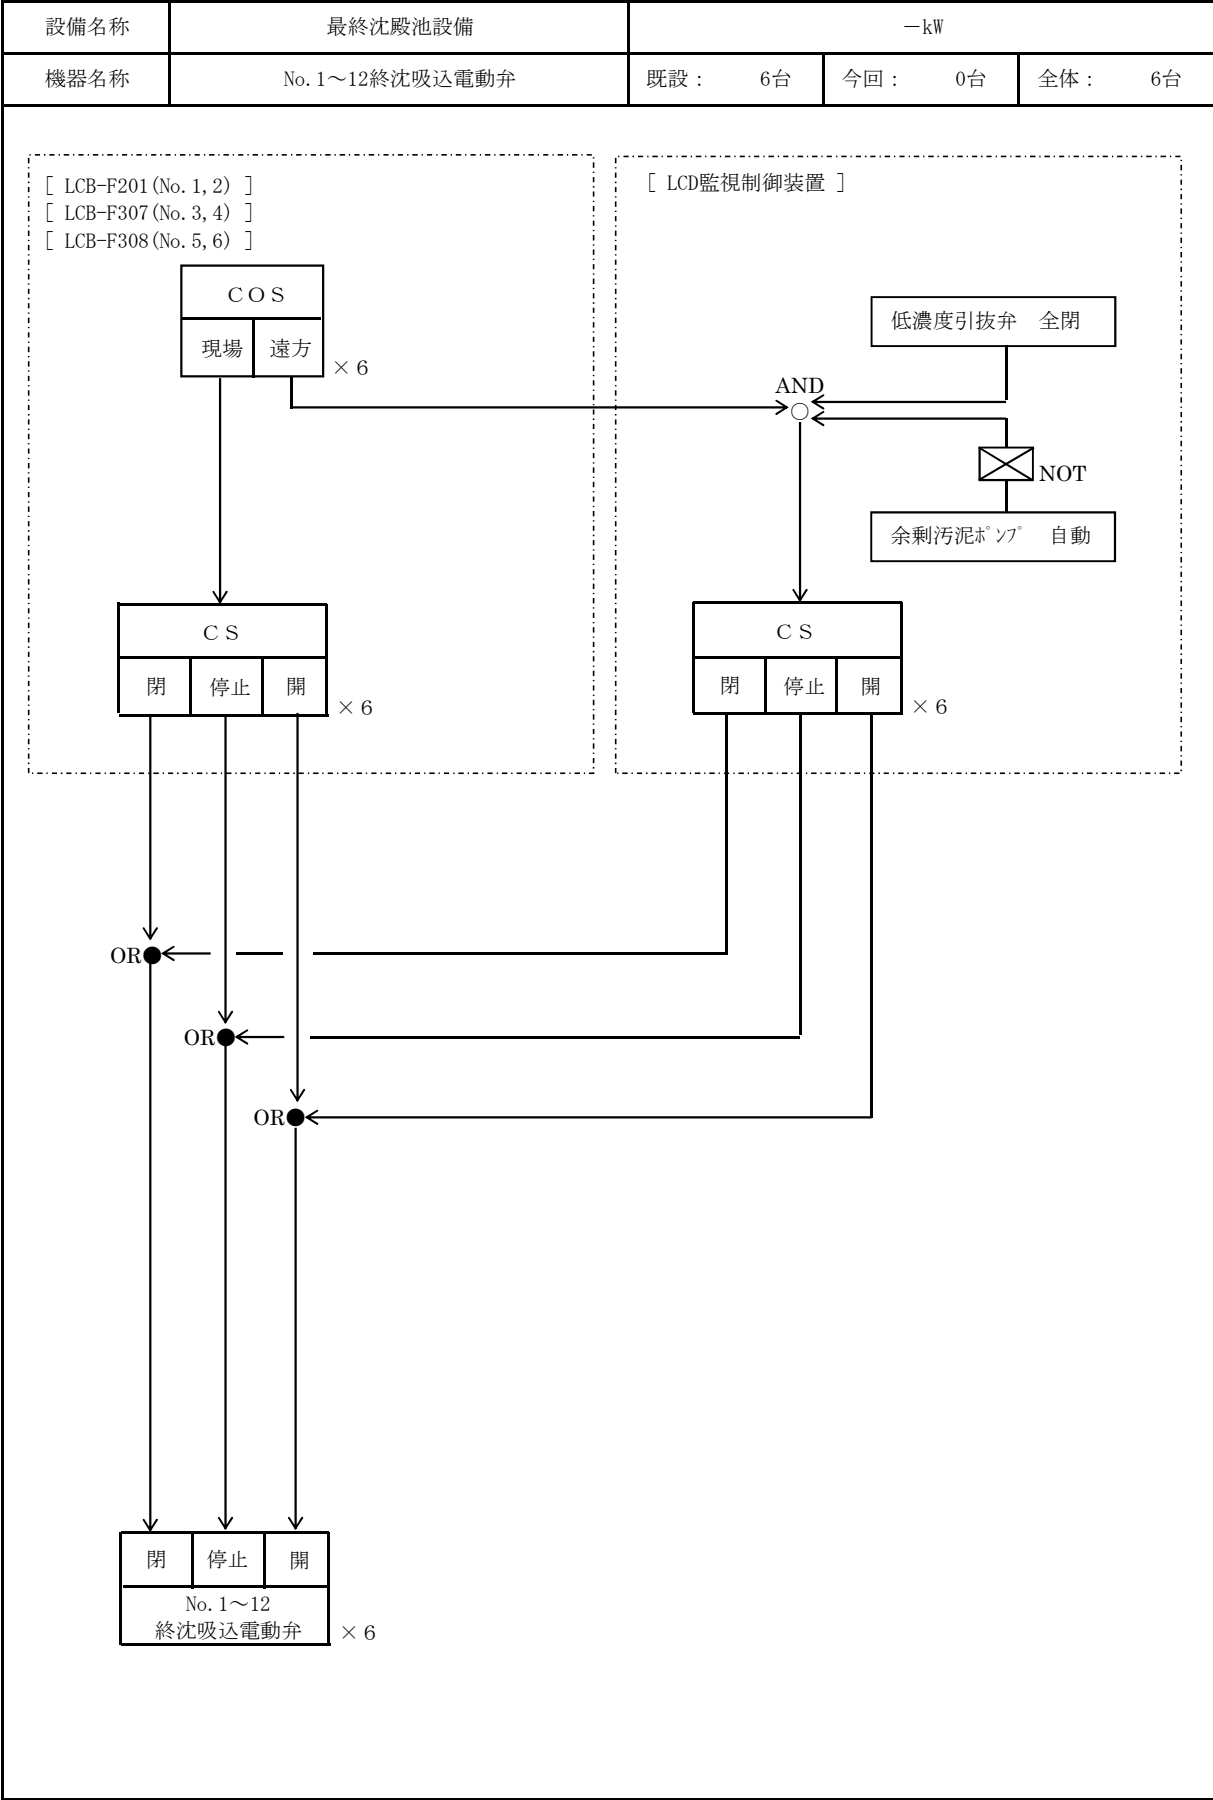 設備名称 最終沈殿池設備 －kW
機器名称 No.1～12終沈吸込電動弁 既設： 6台 今回： 0台 全体： 6台
[ LCB-F201(No.1,2) ]
[ LCB-F307(No.3,4) ]
[ LCB-F308(No.5,6) ]
COS
現場 遠方
×6
[ LCD監視制御装置 ]
低濃度引抜弁 全閉
AND
NOT
余剰汚泥ﾎﾟﾝﾌﾟ 自動
CS
閉 停止 開
×6
CS
閉 停止 開
×6
OR
OR
OR
閉 停止 開
No.1～12
終沈吸込電動弁
×6